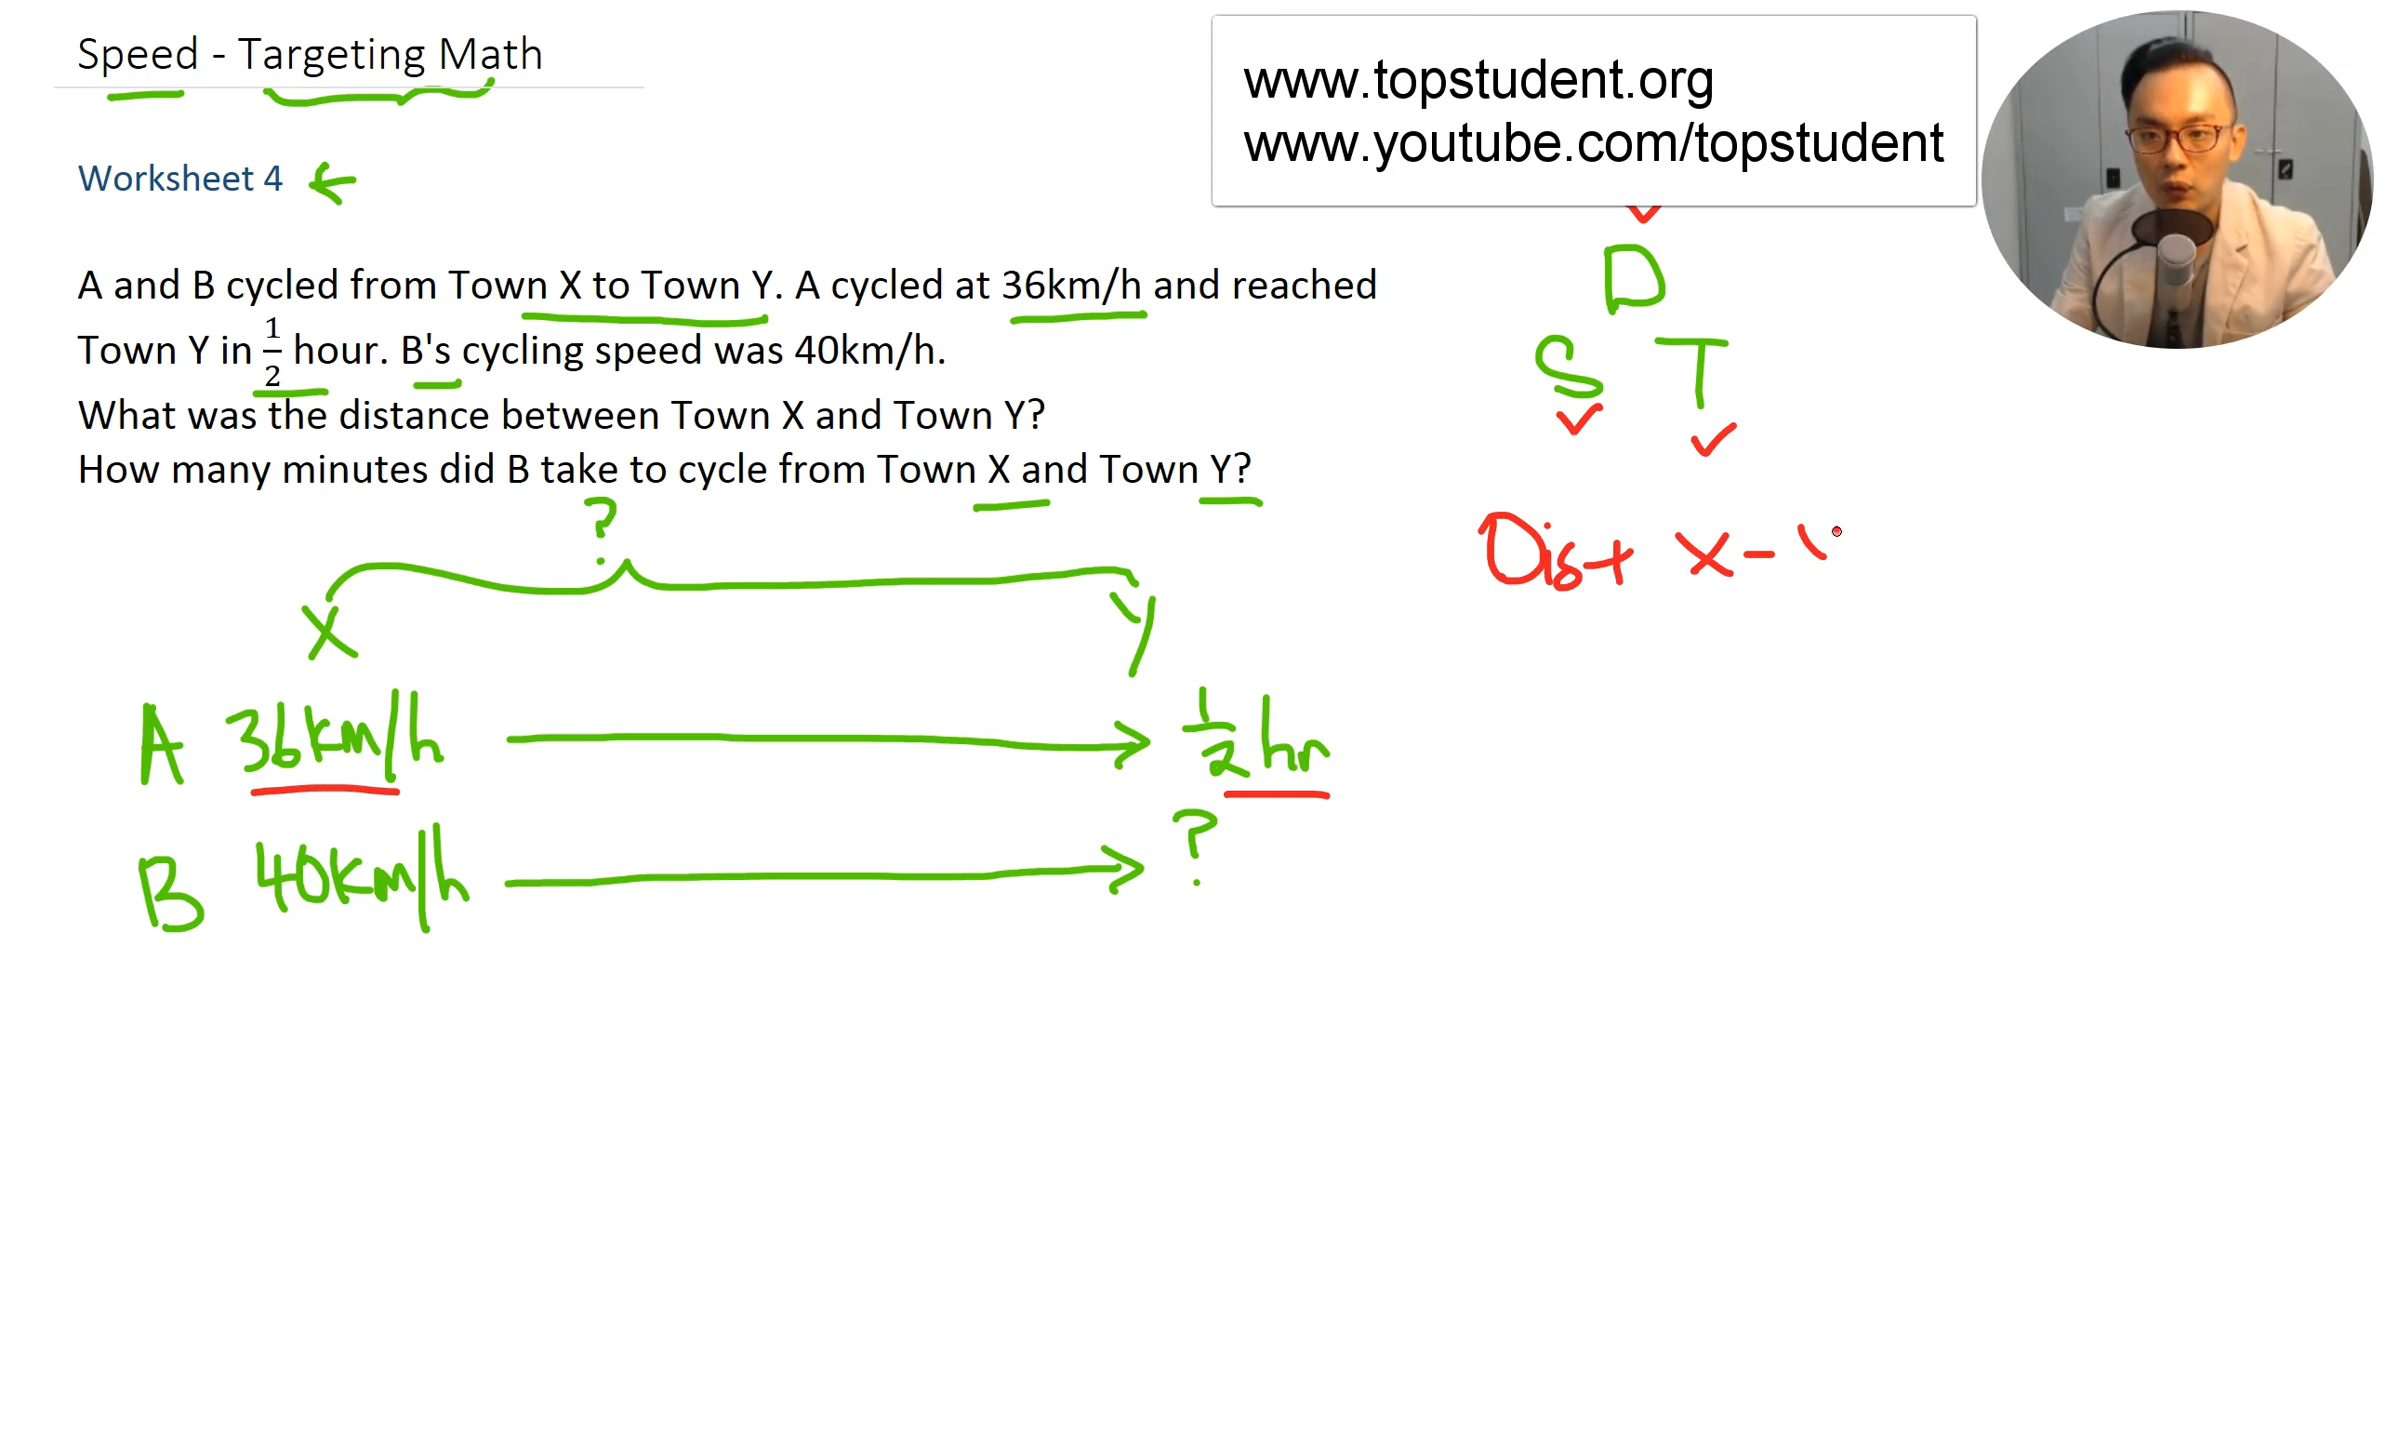 Speed - Targeting Math
www.topstudent.org
www.youtube.com/topstudent
Worksheet 4
A and B cycled from Town X to Town Y. A cycled at 36km/h and reached
Town Y in 1/2 hour. B's cycling speed was 40km/h.
What was the distance between Town X and Town Y?
How many minutes did B take to cycle from Town X and Town Y?
D
S T
Dist X-
?
X Y
A 36km/h 1/2 hr
B 40km/h ?